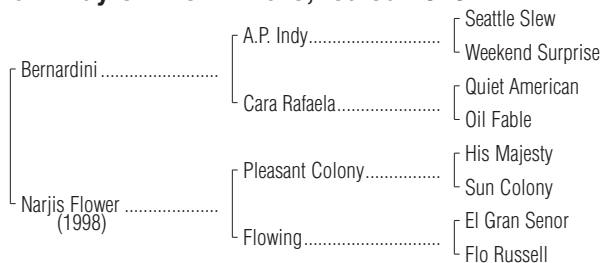 A.P. Indy
Seattle Slew
Weekend Surprise
Bernardini
Cara Rafaela
Quiet American
Oil Fable
Pleasant Colony
His Majesty
Sun Colony
Narjis Flower
(1998)
Flowing
El Gran Senor
Flo Russell